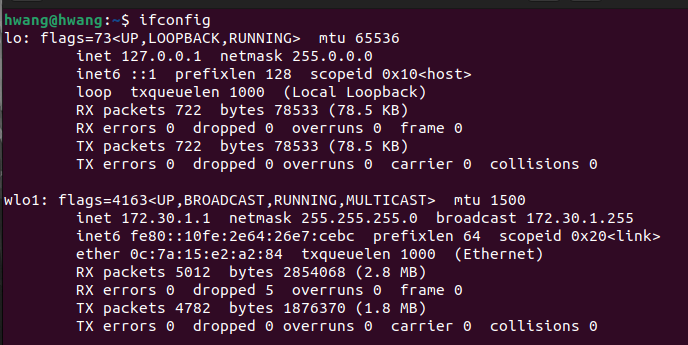 hwang@hwang:~$ ifconfig
lo: flags=73<UP,LOOPBACK,RUNNING>  mtu 65536
        inet 127.0.0.1  netmask 255.0.0.0
        inet6 ::1  prefixlen 128  scopeid 0x10<host>
        loop  txqueuelen 1000  (Local Loopback)
        RX packets 722  bytes 78533 (78.5 KB)
        RX errors 0  dropped 0  overruns 0  frame 0
        TX packets 722  bytes 78533 (78.5 KB)
        TX errors 0  dropped 0 overruns 0  carrier 0  collisions 0
wlo1: flags=4163<UP,BROADCAST,RUNNING,MULTICAST>  mtu 1500
        inet 172.30.1.1  netmask 255.255.255.0  broadcast 172.30.1.255
        inet6 fe80::10fe:2e64:26e7:cebc  prefixlen 64  scopeid 0x20<link>
        ether 0c:7a:15:e2:a2:84  txqueuelen 1000  (Ethernet)
        RX packets 5012  bytes 2854068 (2.8 MB)
        RX errors 0  dropped 5  overruns 0  frame 0
        TX packets 4782  bytes 1876370 (1.8 MB)
        TX errors 0  dropped 0 overruns 0  carrier 0  collisions 0